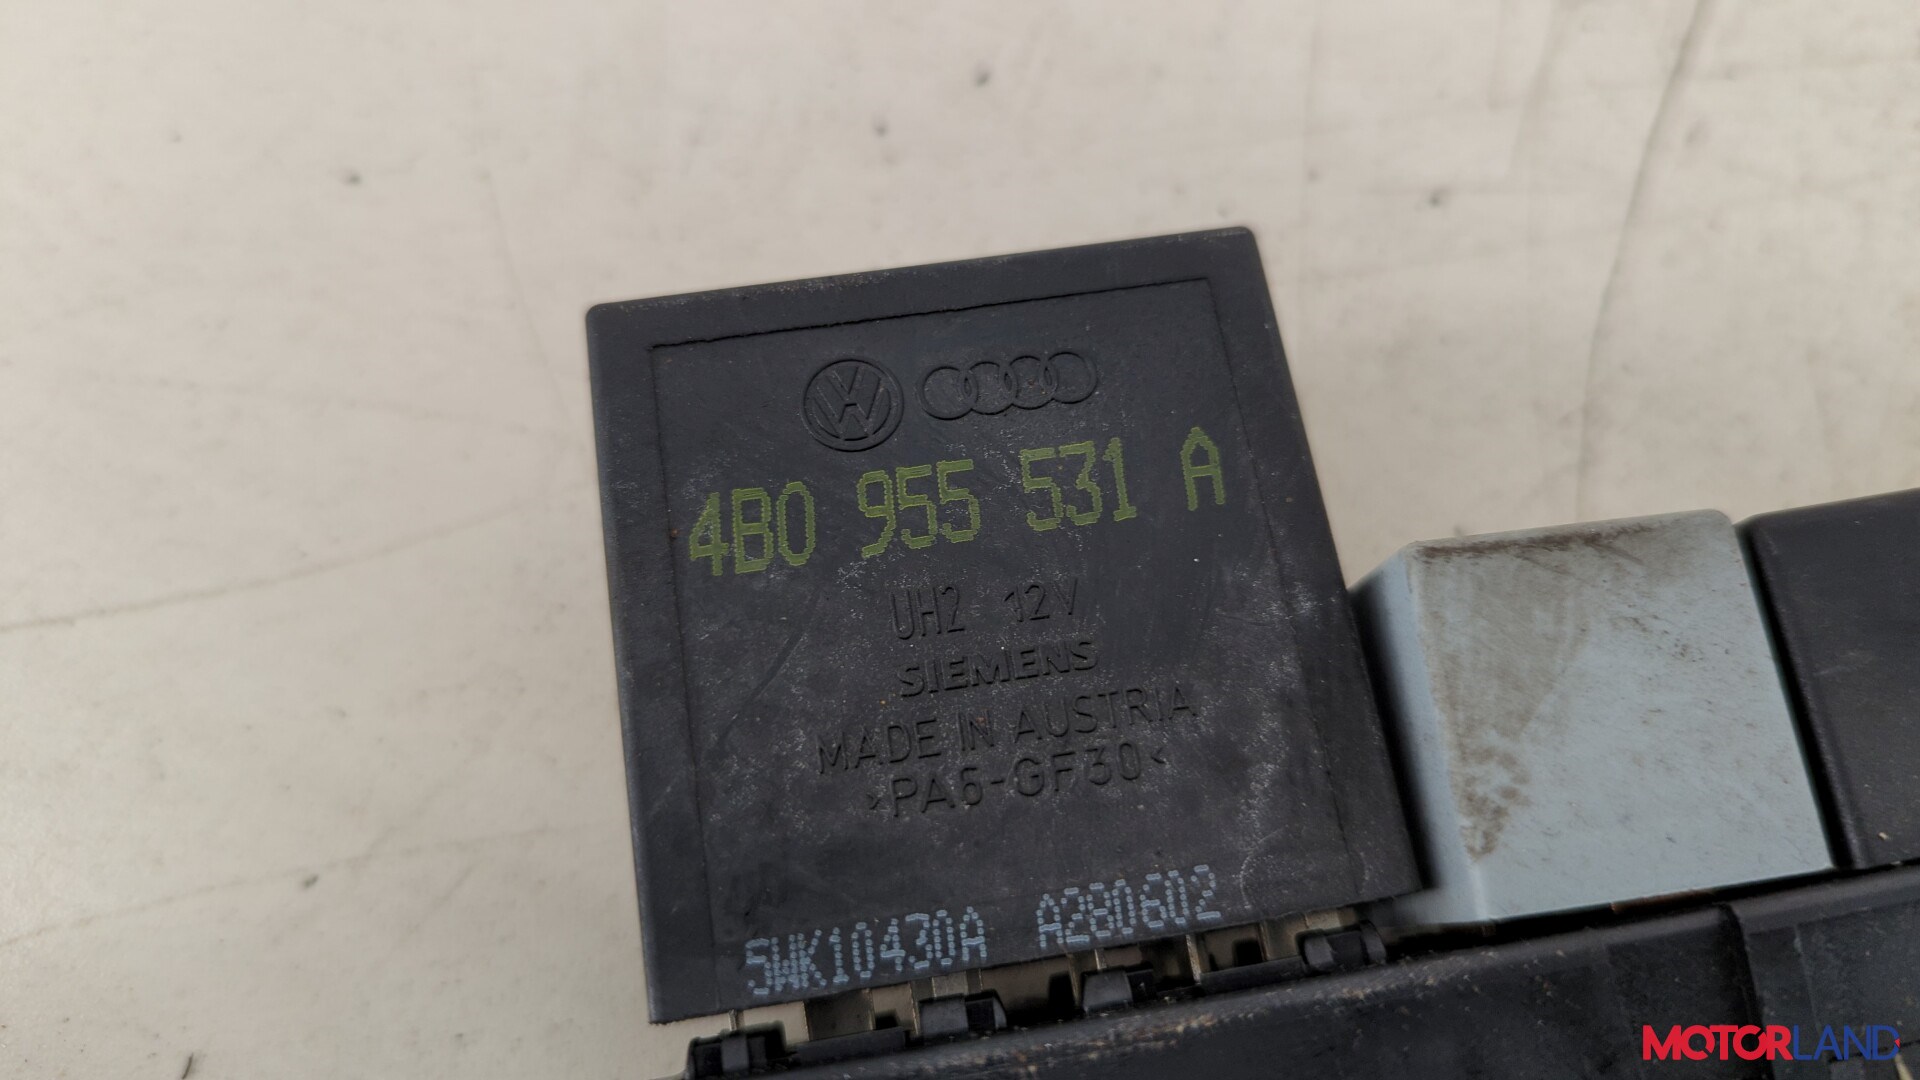 4B0 955 531 A
UH2 12V
SIEMENS
MADE IN AUSTRIA
>PA6-GF30<
5WK10430A A280602
MOTORLAND